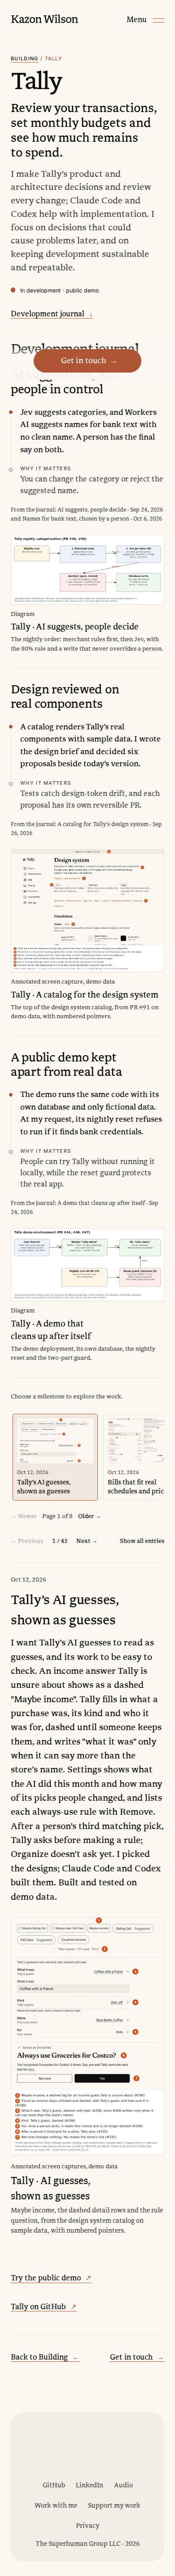 Kazon Wilson
Menu
BUILDING / TALLY
Tally
Review your transactions,
set monthly budgets and
see how much remains
to spend.
I make Tally's product and
architecture decisions and review
every change; Claude Code and
Codex help with implementation. I
focus on decisions that could
cause problems later, and on
keeping development sustainable
and repeatable.
In development · public demo
Development journal ↓
Development journal
Get in touch →
people in control
Jev suggests categories, and Workers
AI suggests names for bank text with
no clean name. A person has the final
say on both.
WHY IT MATTERS
You can change the category or reject the
suggested name.
From the journal: AI suggests, people decide · Sep 24, 2026
and Names for bank text, chosen by a person · Oct 6, 2026
Tally nightly categorization (PR #38, #39)
Diagram
Tally · AI suggests, people decide
The nightly order: merchant rules first, then Jev, with
the 80% rule and a write that never overrides a person.
Design reviewed on
real components
A catalog renders Tally's real
components with sample data. I wrote
the design brief and decided six
proposals beside today's version.
WHY IT MATTERS
Tests catch design-token drift, and each
proposal has its own reversible PR.
From the journal: A catalog for Tally's design system · Sep
26, 2026
Tally
Design system
Foundation
Annotated screen capture, demo data
Tally · A catalog for the design system
The top of the design system catalog, from PR #91 on
demo data, with numbered pointers.
A public demo kept
apart from real data
The demo runs the same code with its
own database and only fictional data.
At my request, its nightly reset refuses
to run if it finds bank credentials.
WHY IT MATTERS
People can try Tally without running it
locally, while the reset guard protects
the real app.
From the journal: A demo that cleans up after itself · Sep
24, 2026
Diagram
Tally · A demo that
cleans up after itself
The demo deployment, its own database, the nightly
reset and the two-part guard.
Choose a milestone to explore the work.
Oct 12, 2026
Tally's AI guesses,
shown as guesses
Oct 12, 2026
Bills that fit real
schedules and pric
← Newer
Page 1 of 8
Older →
← Previous
1 / 45
Next →
Show all entries
Oct 12, 2026
Tally's AI guesses,
shown as guesses
I want Tally's AI guesses to read as
guesses, and its work to be easy to
check. An income answer Tally is
unsure about shows as a dashed
"Maybe income". Tally fills in what a
purchase was, its kind and who it
was for, dashed until someone keeps
them, and writes "what it was" only
when it can say more than the
store's name. Settings shows what
the AI did this month and how many
of its picks people changed, and lists
each always-use rule with Remove.
After a person's third matching pick,
Tally asks before making a rule;
Organize doesn't ask yet. I picked
the designs; Claude Code and Codex
built them. Built and tested on
demo data.
What it was
Coffee with a friend
Always use Groceries for Costco?
Not now
Yes
Annotated screen captures, demo data
Tally · AI guesses,
shown as guesses
Maybe income, the dashed detail rows and the rule
question, from the design system catalog on
sample data, with numbered pointers.
Try the public demo ↗
Tally on GitHub ↗
Back to Building ←
Get in touch →
GitHub
LinkedIn
Audio
Work with me
Support my work
Privacy
The Superhuman Group LLC · 2026